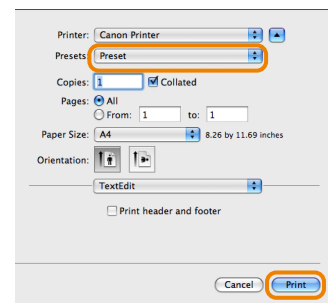 Printer: Canon Printer
Presets: Preset
Copies: 1 Collated
Pages: All
From: 1 to: 1
Paper Size: A4 8.26 by 11.69 inches
Orientation:
TextEdit
Print header and footer
Cancel Print